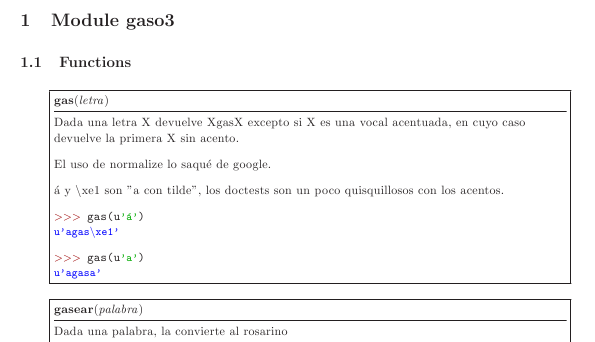 1 Module gaso3
1.1 Functions
gas(letra)
Dada una letra X devuelve XgasX excepto si X es una vocal acentuada, en cuyo caso
devuelve la primera X sin acento.
El uso de normalize lo saqué de google.
á y \xe1 son ”a con tilde”, los doctests son un poco quisquillosos con los acentos.
>>> gas(u’á’)
u’agas\xe1’
>>> gas(u’a’)
u’agasa’
gasear(palabra)
Dada una palabra, la convierte al rosarino